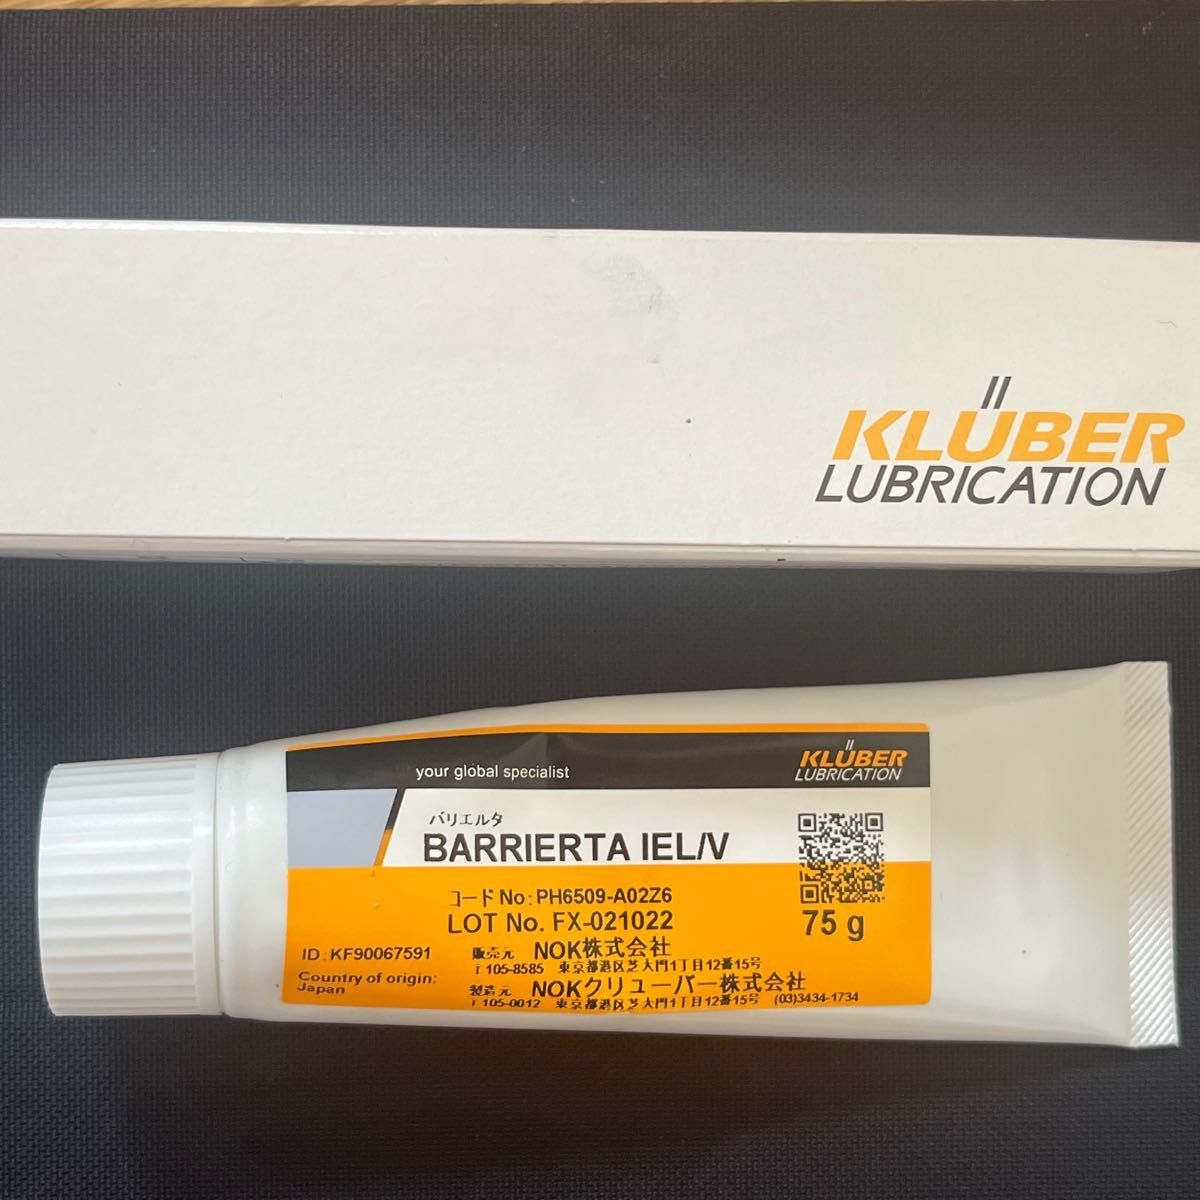 KLÜBER
LUBRICATION
your global specialist
KLÜBER
LUBRICATION
バリエルタ
BARRIERTA IEL/V
コードNo:PH6509-A02Z6
LOT No. FX-021022
75 g
ID:KF90067591
Country of origin:
Japan
販売元 NOK株式会社
〒105-8585 東京都港区芝大門1丁目12番15号
製造元 NOKクリューバー株式会社
〒105-0012 東京都港区芝大門1丁目12番15号 (03)3434-1734